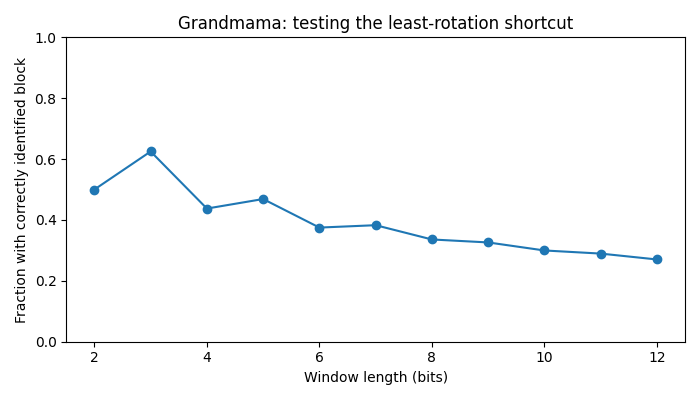 Grandmama: testing the least-rotation shortcut
Fraction with correctly identified block
1.0
0.8
0.6
0.4
0.2
0.0
2 4 6 8 10 12
Window length (bits)